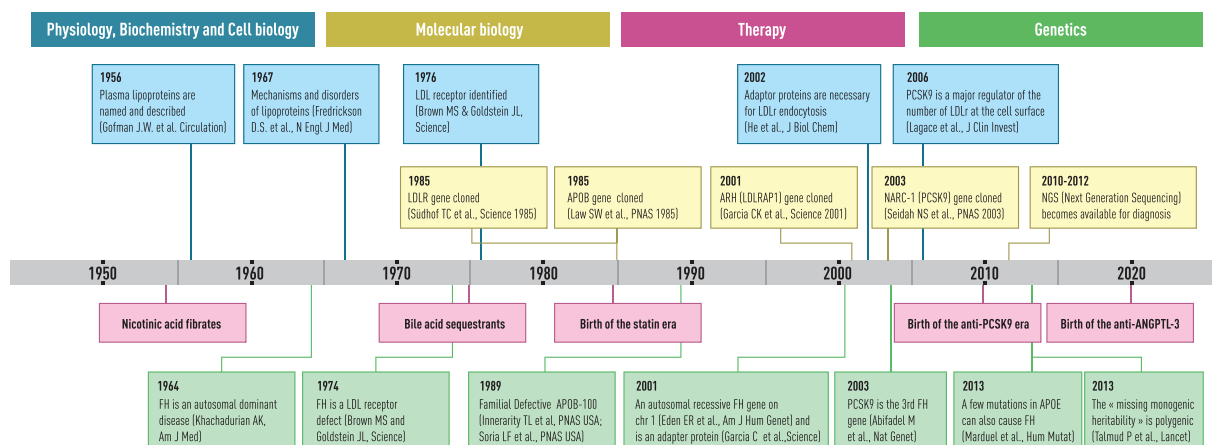 Physiology, Biochemistry and Cell biology
Molecular biology
Therapy
Genetics
1956
Plasma lipoproteins are
named and described
(Gofman J.W. et al. Circulation)
1967
Mechanisms and disorders
of lipoproteins (Fredrickson
D.S. et al., N Engl J Med)
1976
LDL receptor identified
(Brown MS & Goldstein JL,
Science)
2002
Adaptor proteins are necessary
for LDLr endocytosis
(He et al., J Biol Chem)
2006
PCSK9 is a major regulator of the
number of LDLr at the cell surface
(Lagace et al., J Clin Invest)
1985
LDLR gene cloned
(Südhof TC et al., Science 1985)
1985
APOB gene cloned
(Law SW et al., PNAS 1985)
2001
ARH (LDLRAP1) gene cloned
(Garcia CK et al., Science 2001)
2003
NARC-1 (PCSK9) gene cloned
(Seidah NS et al., PNAS 2003)
2010-2012
NGS (Next Generation Sequencing)
becomes available for diagnosis
1950
1960
1970
1980
1990
2000
2010
2020
Nicotinic acid fibrates
Bile acid sequestrants
Birth of the statin era
Birth of the anti-PCSK9 era
Birth of the anti-ANGPTL-3
1964
FH is an autosomal dominant
disease (Khachadurian AK,
Am J Med)
1974
FH is a LDL receptor
defect (Brown MS and
Goldstein JL, Science)
1989
Familial Defective APOB-100
(Innerarity TL et al, PNAS USA;
Soria LF et al., PNAS USA)
2001
An autosomal recessive FH gene on
chr 1 (Eden ER et al., Am J Hum Genet) and
is an adapter protein (Garcia C et al.,Science)
2003
PCSK9 is the 3rd FH
gene (Abifadel M
et al., Nat Genet)
2013
A few mutations in APOE
can also cause FH
(Marduel et al., Hum Mutat)
2013
The « missing monogenic
heritability» is polygenic
(Talmud P et al., Lancet)